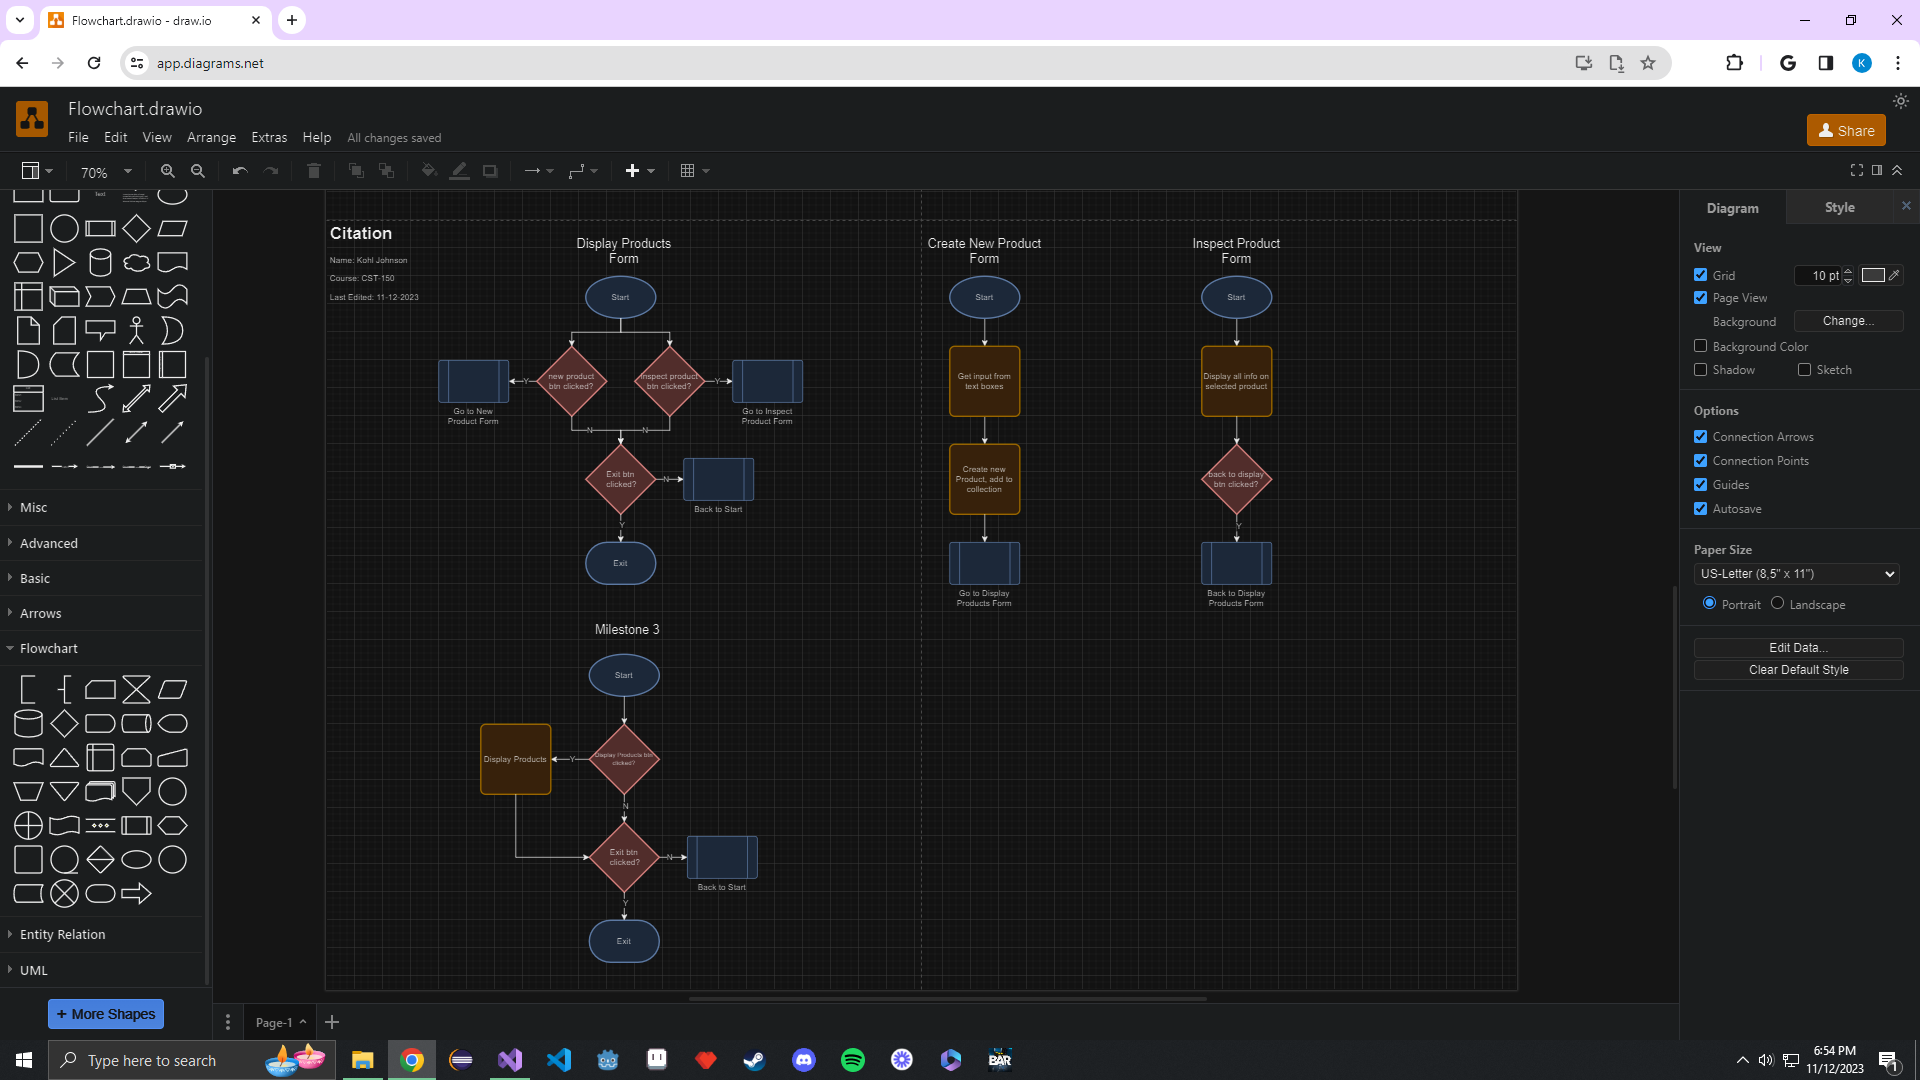 Flowchart.drawio - draw.io
app.diagrams.net
K
Flowchart.drawio
File Edit View Arrange Extras Help All changes saved
Share
70%
Text
Misc
Advanced
Basic
Arrows
Flowchart
Entity Relation
UML
+ More Shapes
Citation
Name: Kohl Johnson
Course: CST-150
Last Edited: 11-12-2023
Display Products
Form
Start
new product
btn clicked?
Inspect product
btn clicked?
Y
Y
Go to New
Product Form
Go to Inspect
Product Form
N
N
Exit btn
clicked?
N
Back to Start
Y
Exit
Create New Product
Form
Start
Get input from
text boxes
Create new
Product, add to
collection
Go to Display
Products Form
Inspect Product
Form
Start
Display all info on
selected product
back to display
btn clicked?
Y
Back to Display
Products Form
Milestone 3
Start
Display Products btn
clicked?
Y
Display Products
N
Exit btn
clicked?
N
Back to Start
Y
Exit
Page-1
Diagram
Style
View
Grid
10 pt
Page View
Background
Change...
Background Color
Shadow
Sketch
Options
Connection Arrows
Connection Points
Guides
Autosave
Paper Size
US-Letter (8,5" x 11")
Portrait
Landscape
Edit Data...
Clear Default Style
Type here to search
BAR
6:54 PM
11/12/2023
1